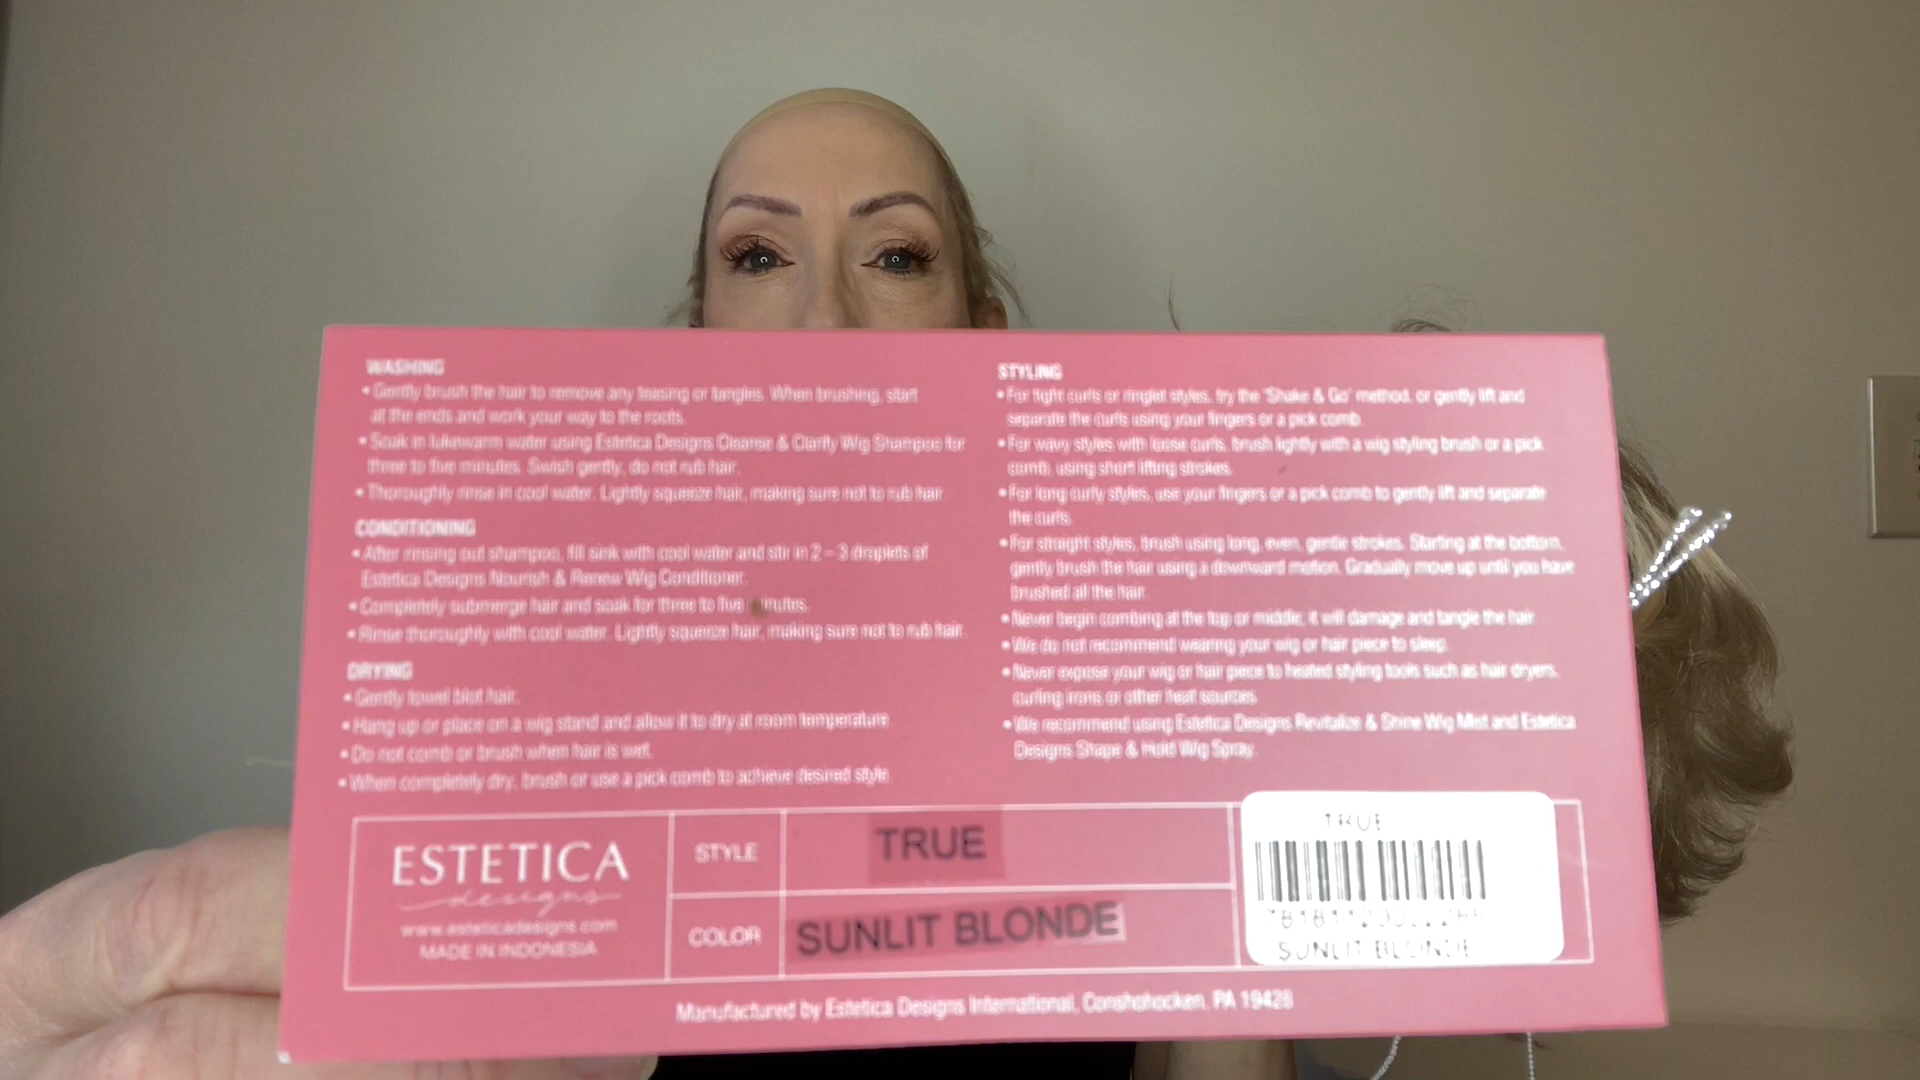 WASHING
• Gently brush the hair to remove any teasing or tangles. When brushing, start
at the ends and work your way to the roots.
• Soak in lukewarm water using Estetica Designs Cleanse & Clarify Wig Shampoo for
three to five minutes. Swish gently, do not rub hair.
• Thoroughly rinse in cool water. Lightly squeeze hair, making sure not to rub hair
CONDITIONING
• After rinsing out shampoo, fill sink with cool water and stir in 2 – 3 droplets of
Estetica Designs Nourish & Renew Wig Conditioner.
• Completely submerge hair and soak for three to five minutes.
• Rinse thoroughly with cool water. Lightly squeeze hair, making sure not to rub hair.
DRYING
• Gently towel blot hair.
• Hang up or place on a wig stand and allow it to dry at room temperature
• Do not comb or brush when hair is wet.
• When completely dry, brush or use a pick comb to achieve desired style.
STYLING
• For tight curls or ringlet styles, try the "Shake & Go" method, or gently lift and
separate the curls using your fingers or a pick comb.
• For wavy styles with loose curls, brush lightly with a wig styling brush or a pick
comb, using short lifting strokes.
• For long curly styles, use your fingers or a pick comb to gently lift and separate
the curls.
• For straight styles, brush using long, even, gentle strokes. Starting at the bottom,
gently brush the hair using a downward motion. Gradually move up until you have
brushed all the hair.
• Never begin combing at the top or middle; it will damage and tangle the hair
• We do not recommend wearing your wig or hair piece to sleep.
• Never expose your wig or hair piece to heated styling tools such as hair dryers,
curling irons or other heat sources.
• We recommend using Estetica Designs Revitalize & Shine Wig Mist and Estetica
Designs Shape & Hold Wig Spray.
ESTETICA
designs
www.esteticadesigns.com
MADE IN INDONESIA
STYLE
TRUE
COLOR
SUNLIT BLONDE
TRUE
SUNLIT BLONDE
Manufactured by Estetica Designs International, Conshohocken, PA 19428